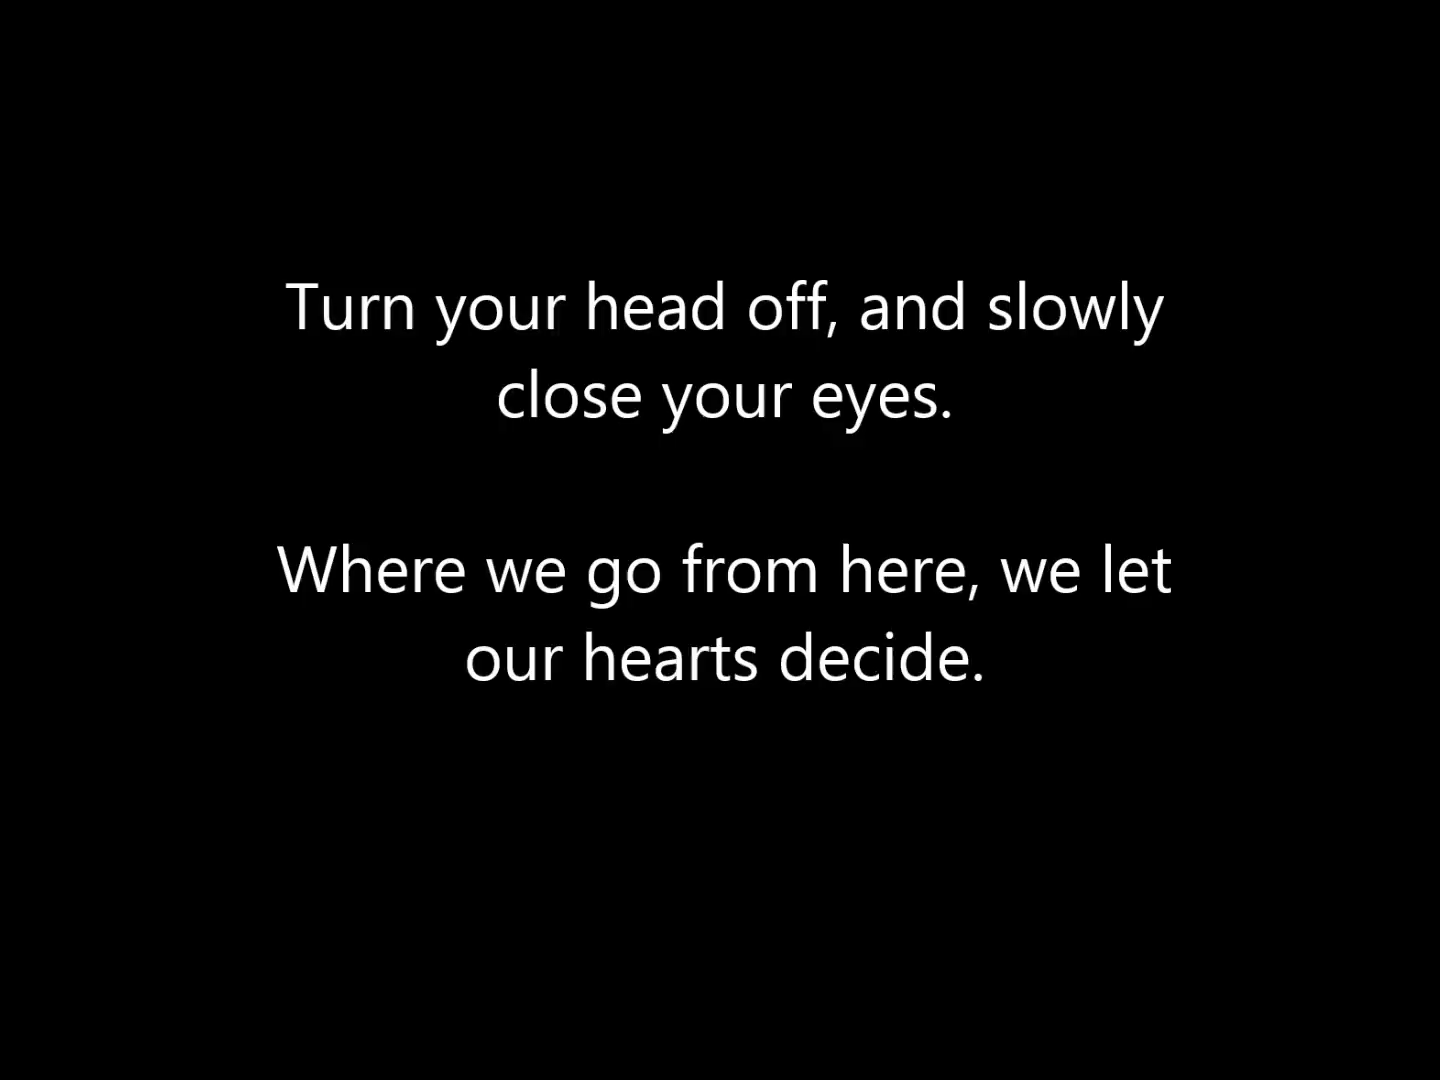 Turn your head off, and slowly
close your eyes.
Where we go from here, we let
our hearts decide.